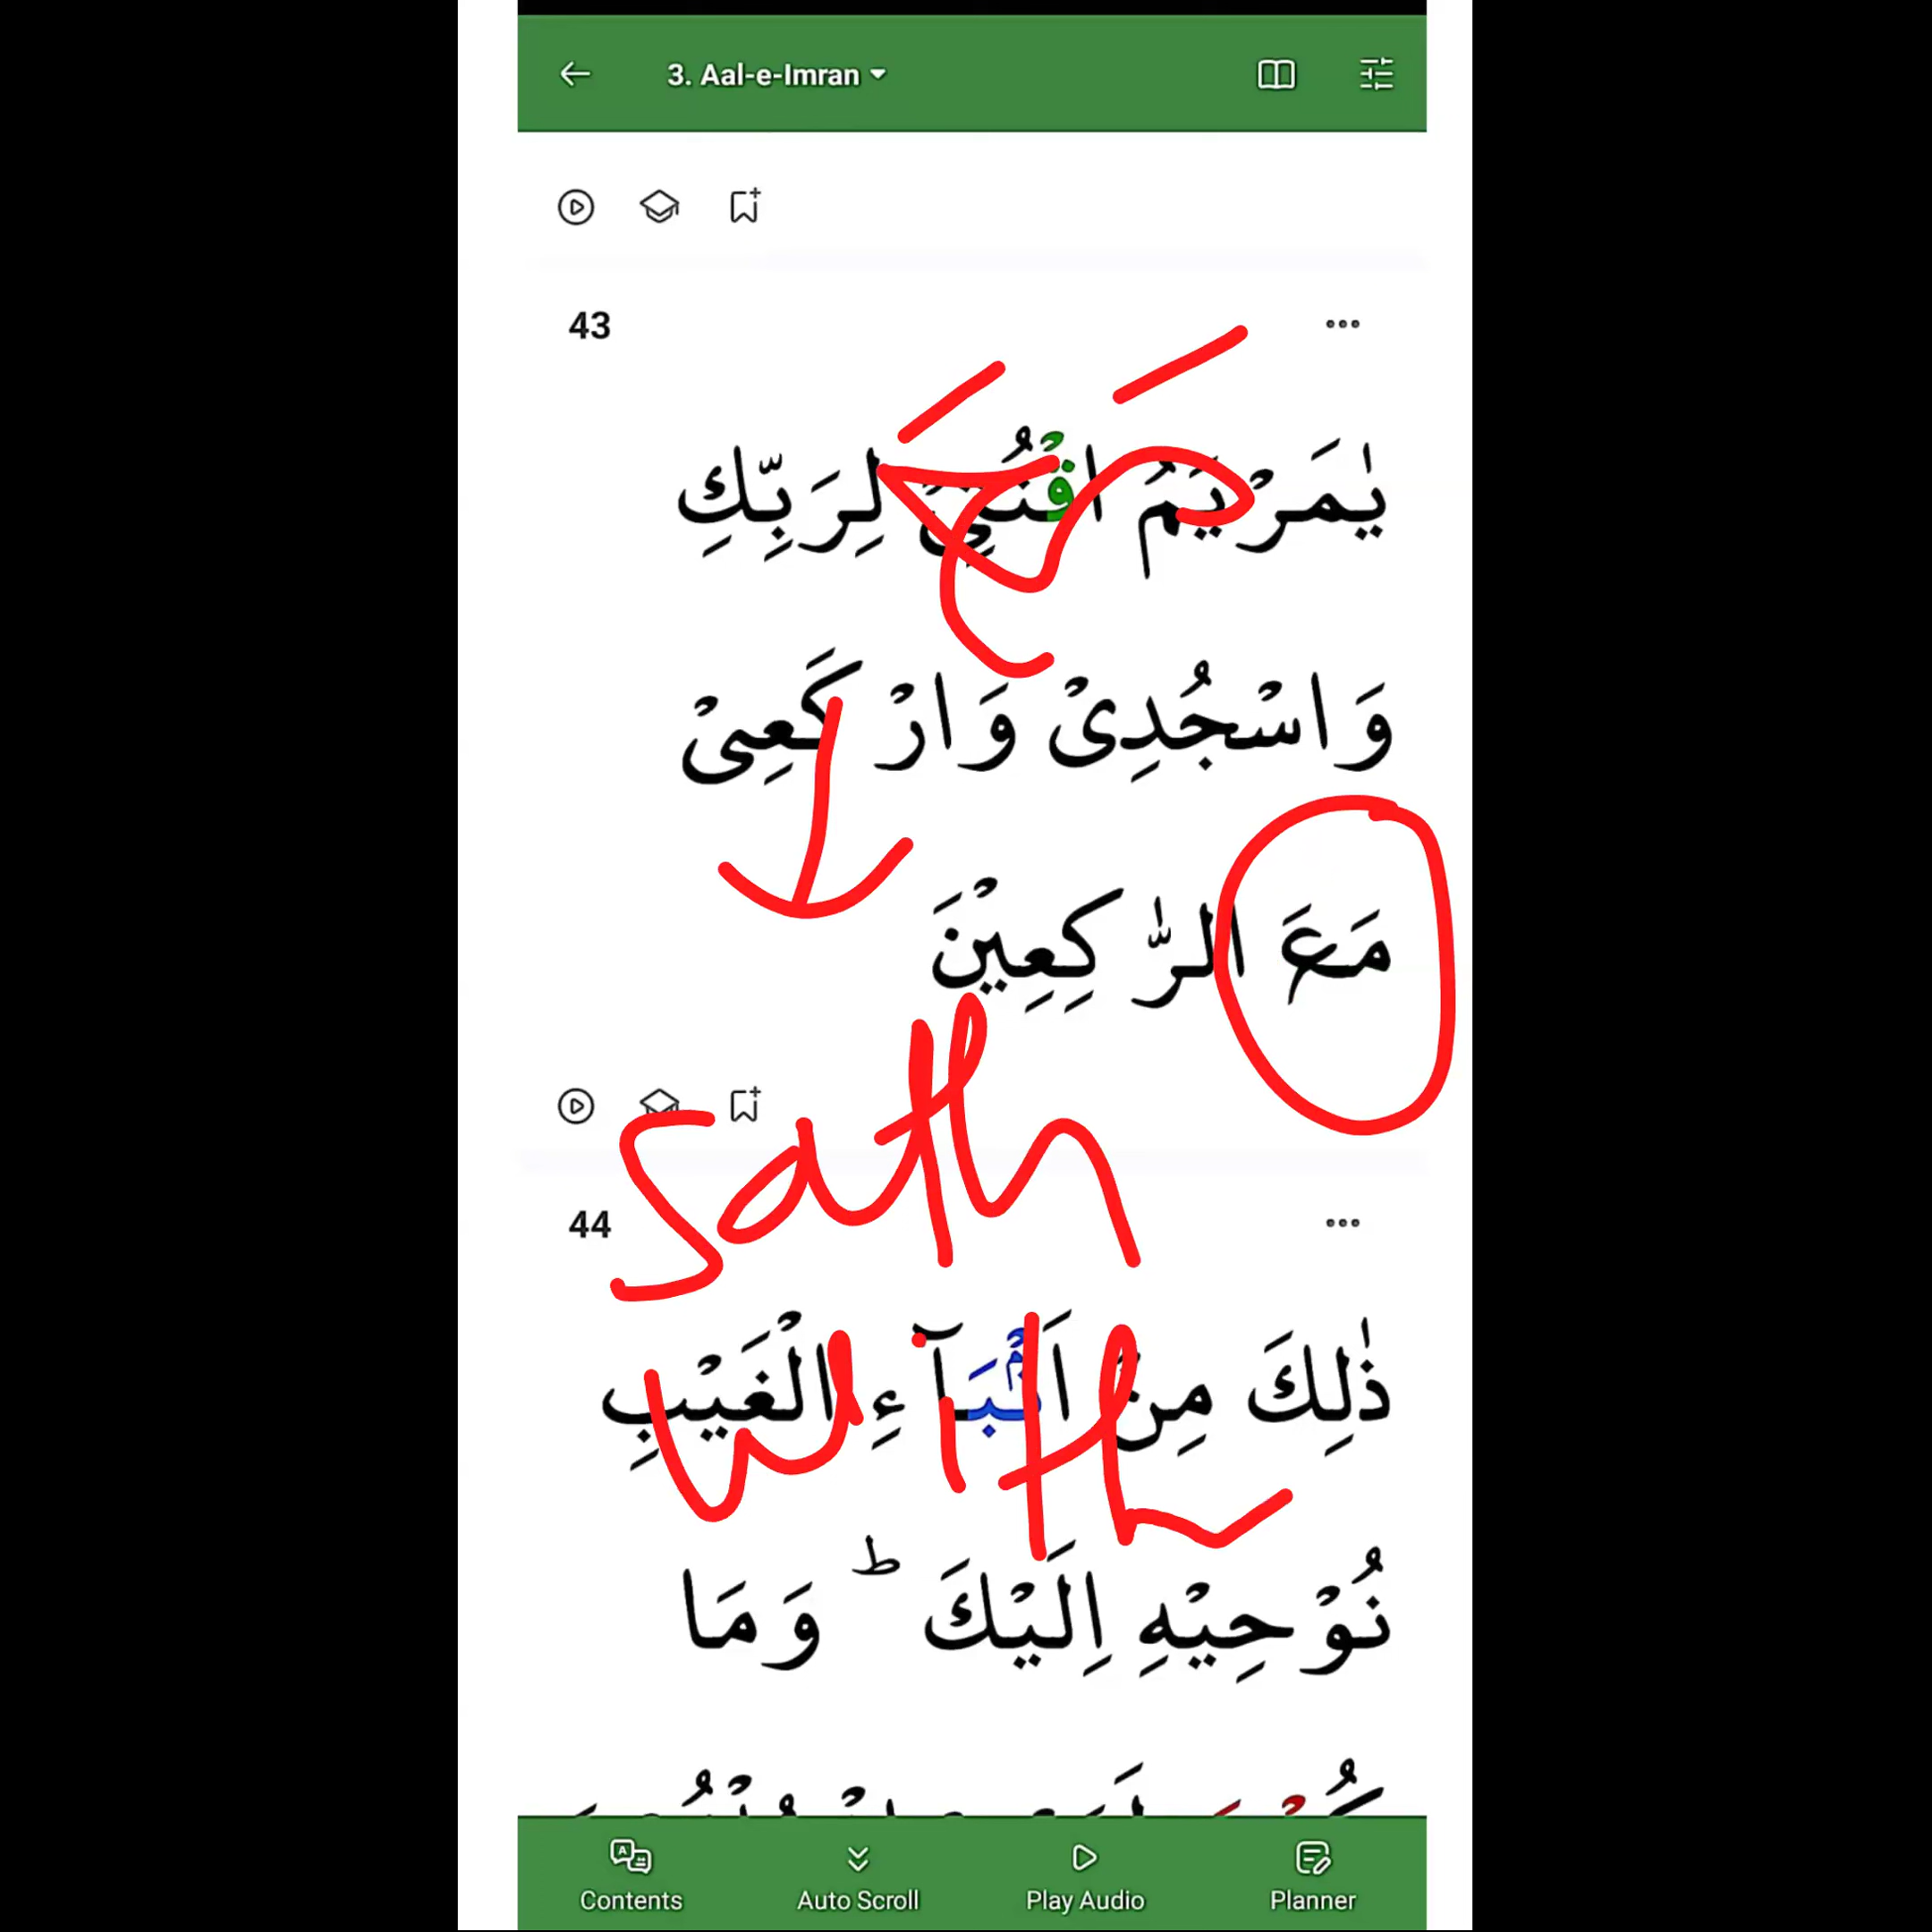 3. Aal-e-Imran
43
يٰمَرْيَمُ اقْنُتِىْ لِرَبِّكِ
وَ اسْجُدِىْ وَ ارْكَعِىْ
مَعَ الرّٰكِعِيْنَ
sath
44
ذٰلِكَ مِنْ اَنْۢبَآءِ الْغَيْبِ
with
نُوْحِيْهِ اِلَيْكَ ؕ وَ مَا
Contents Auto Scroll Play Audio Planner